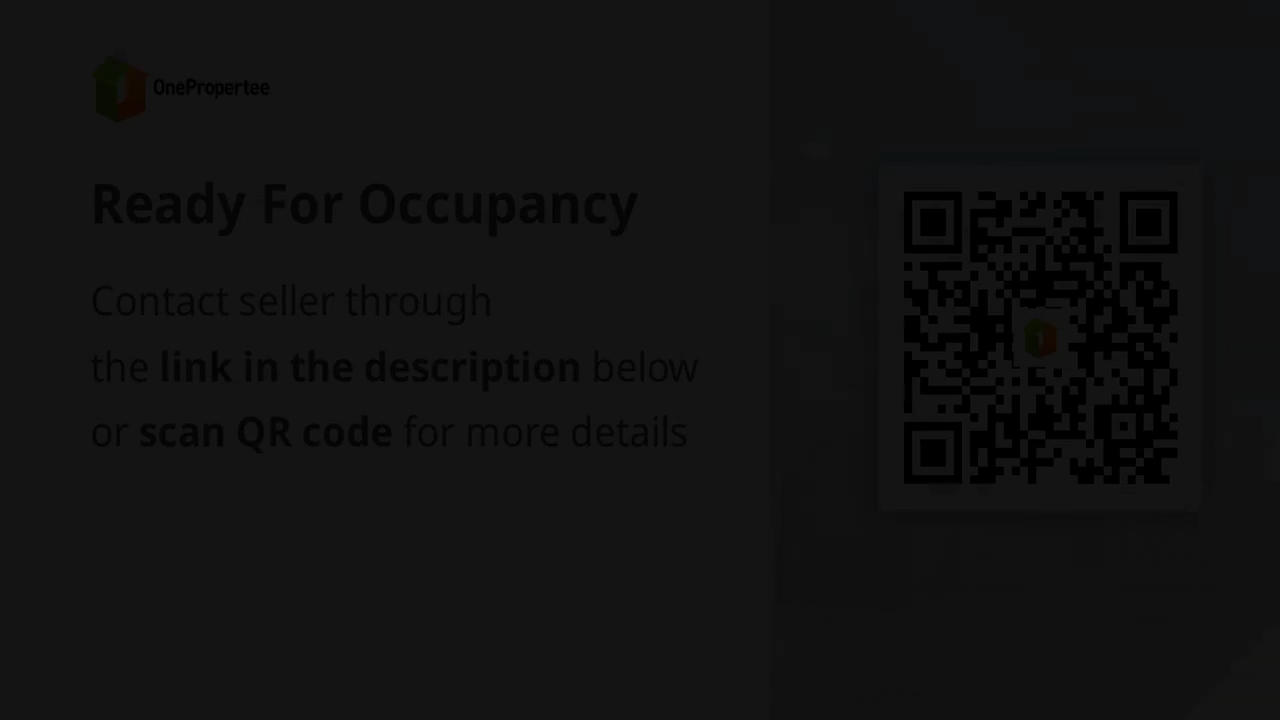 OnePropertee
Ready For Occupancy
Contact seller through
the link in the description below
or scan QR code for more details